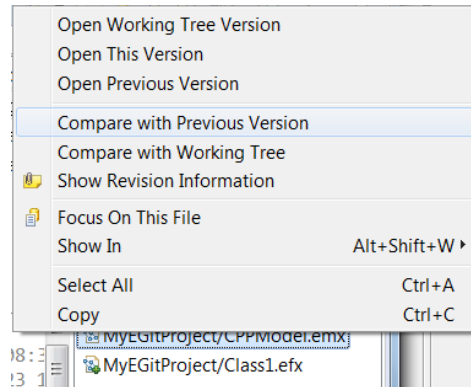 Open Working Tree Version
Open This Version
Open Previous Version
Compare with Previous Version
Compare with Working Tree
Show Revision Information
Focus On This File
Show In Alt+Shift+W
Select All Ctrl+A
Copy Ctrl+C
MyEGitProject/CPPModel.emx
MyEGitProject/Class1.efx